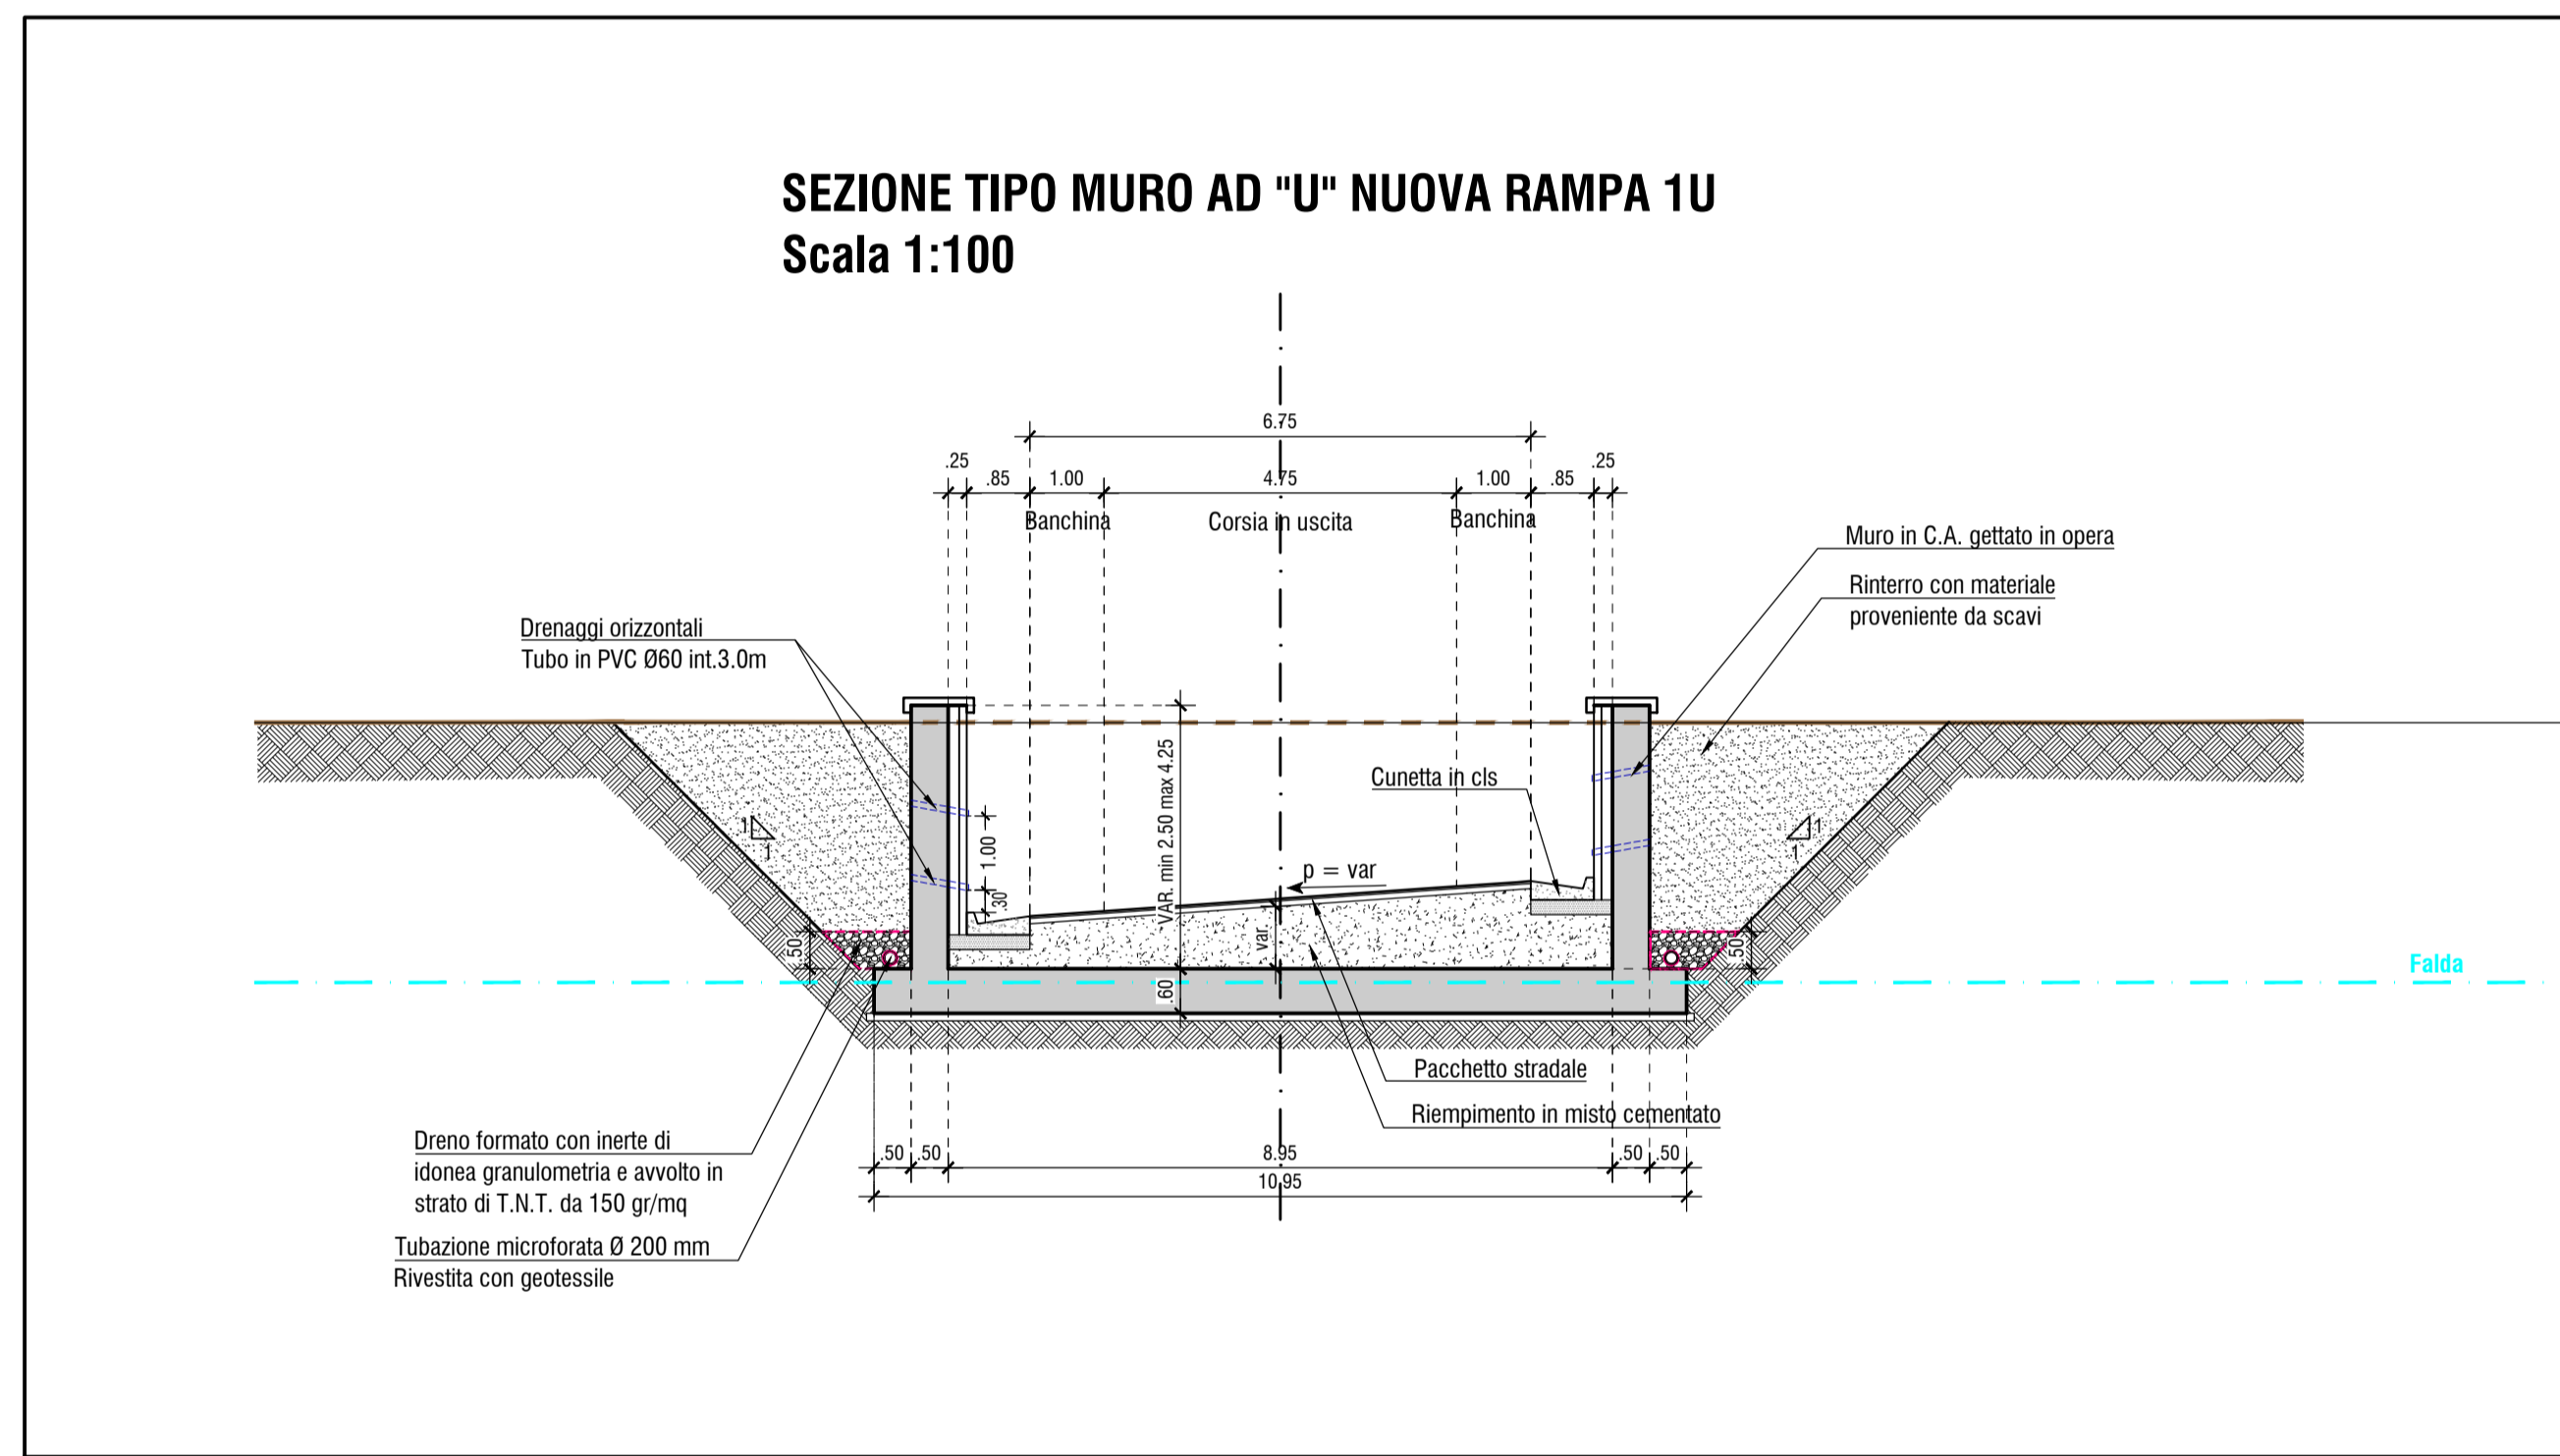 SEZIONE TIPO MURO AD "U" NUOVA RAMPA 1U
Scala 1:100
6.75
.25
.25
.85
1.00
4.75
1.00
.85
Banchina
Corsia in uscita
Banchina
Muro in C.A. gettato in opera
Rinterro con materiale
proveniente da scavi
Drenaggi orizzontali
Tubo in PVC Ø60 int.3.0m
VAR. min 2.50 max 4.25
Cunetta in cls
1
1
1
1
1.00
.30
p = var
var
.50
.50
.60
Falda
Pacchetto stradale
Riempimento in misto cementato
Dreno formato con inerte di
idonea granulometria e avvolto in
strato di T.N.T. da 150 gr/mq
.50
.50
8.95
.50
.50
10.95
Tubazione microforata Ø 200 mm
Rivestita con geotessile